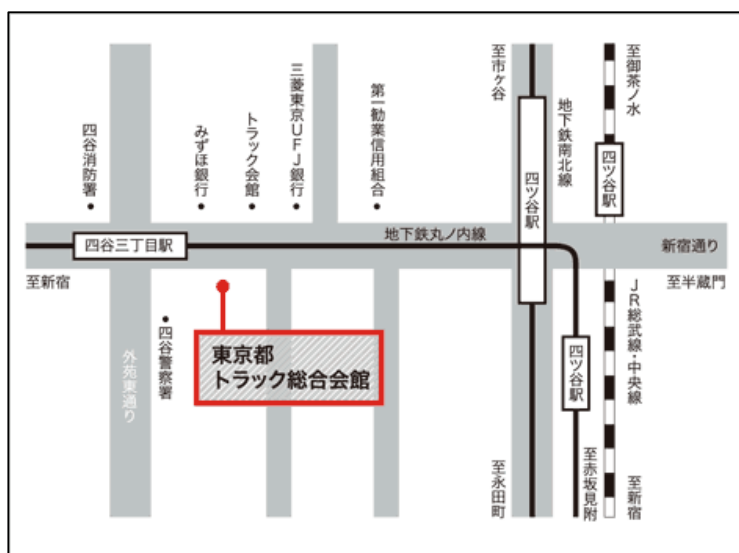 四谷消防署
みずほ銀行
トラック会館
三菱東京UFJ銀行
第一勧業信用組合
至市ヶ谷
四ツ谷駅
地下鉄南北線
至御茶ノ水
四ツ谷駅
四谷三丁目駅
地下鉄丸ノ内線
新宿通り
至新宿
至半蔵門
外苑東通り
四谷警察署
東京都
トラック総合会館
四ツ谷駅
JR総武線・中央線
至永田町
至赤坂見附
至新宿